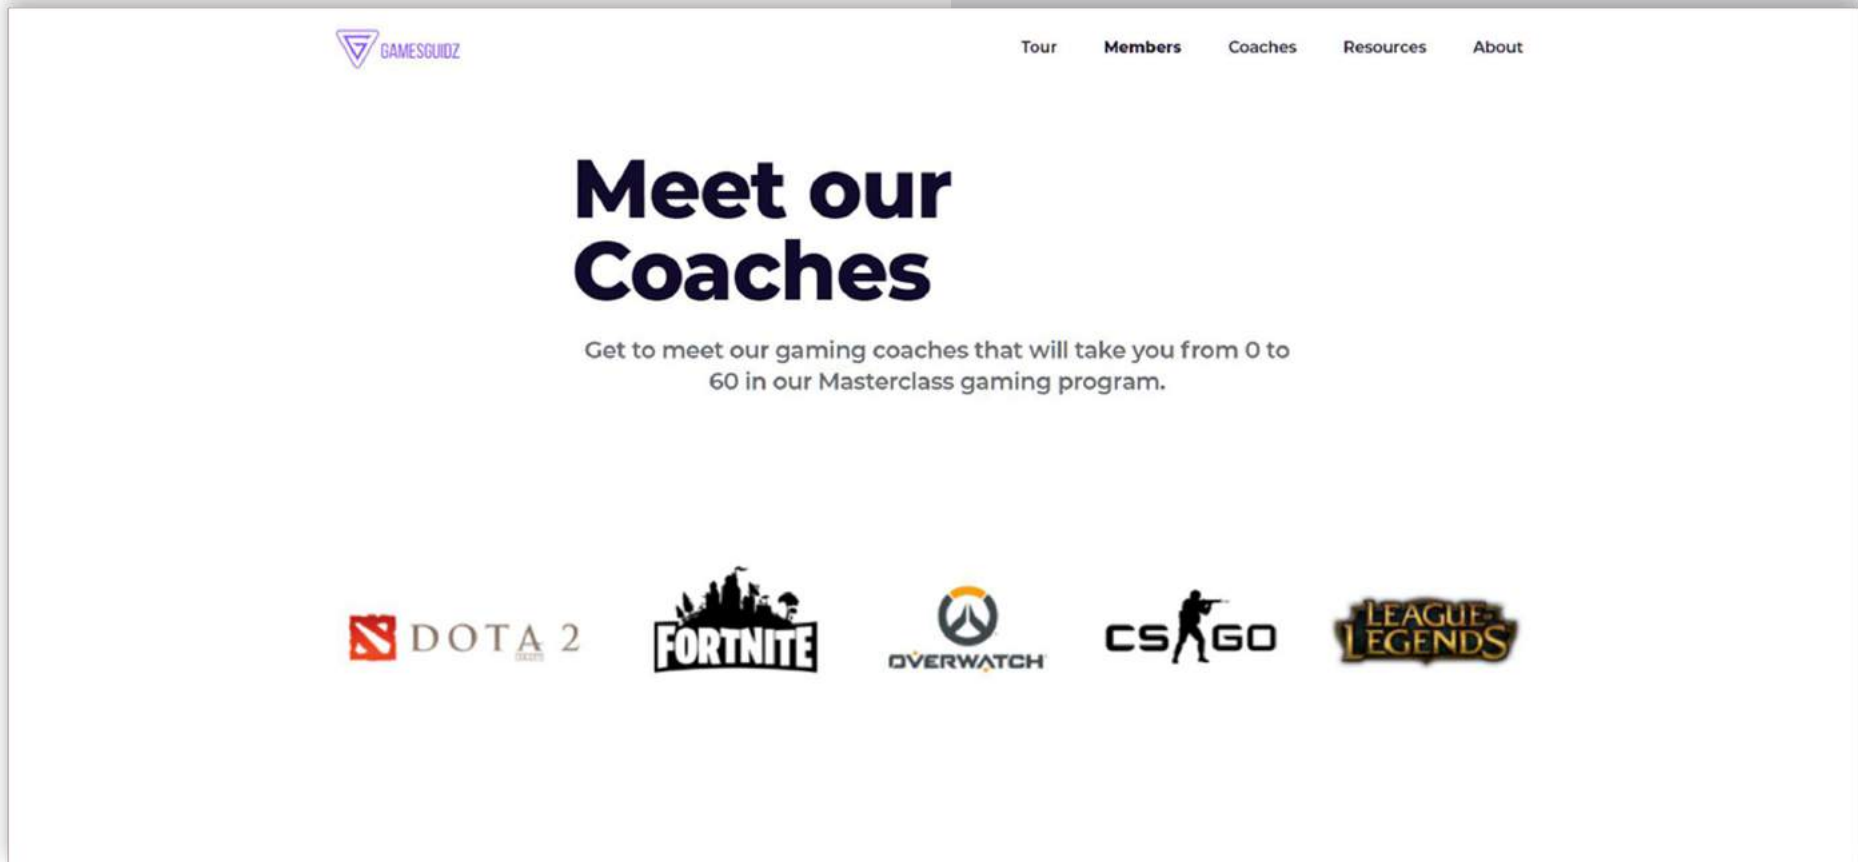 GAMESGUIDZ
Tour Members Coaches Resources About
Meet our
Coaches
Get to meet our gaming coaches that will take you from 0 to
60 in our Masterclass gaming program.
DOTA 2
FORTNITE
OVERWATCH
CS GO
LEAGUE
LEGENDS